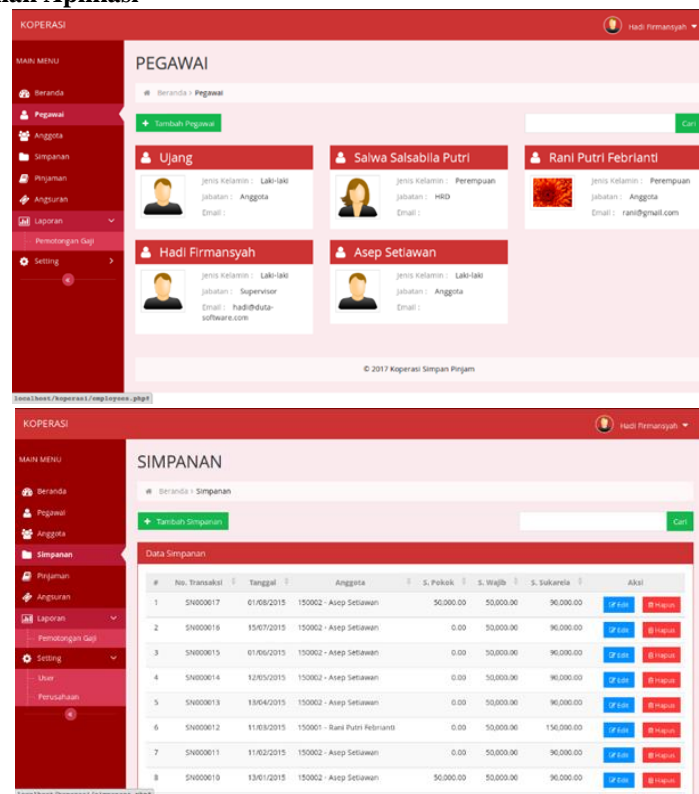 KOPERASI
Hadi Firmansyah
MAIN MENU
PEGAWAI
Beranda
Beranda > Pegawai
Pegawai
+ Tambah Pegawai
Cari
Anggota
Simpanan
Ujang
Salwa Salsabila Putri
Rani Putri Febrianti
Pinjaman
Jenis Kelamin : Laki-laki
Jenis Kelamin : Perempuan
Jenis Kelamin : Perempuan
Angsuran
Jabatan : Anggota
Jabatan : HRD
Jabatan : Anggota
Laporan
Email :
Email :
Email : rani@gmail.com
Pemotongan Gaji
Setting
Hadi Firmansyah
Asep Setiawan
Jenis Kelamin : Laki-laki
Jenis Kelamin : Laki-laki
Jabatan : Supervisor
Jabatan : Anggota
Email : hadi@duta-
software.com
Email :
© 2017 Koperasi Simpan Pinjam
localhost/koperasi/employees.php#
KOPERASI
Hadi Firmansyah
MAIN MENU
SIMPANAN
Beranda
Beranda > Simpanan
Pegawai
+ Tambah Simpanan
Cari
Anggota
Simpanan
Data Simpanan
Pinjaman
# No. Transaksi Tanggal Anggota S. Pokok S. Wajib S. Sukarela Aksi
Angsuran
1 SN000017 01/08/2015 150002 - Asep Setiawan 50,000.00 50,000.00 90,000.00 Edit Hapus
Laporan
2 SN000016 15/07/2015 150002 - Asep Setiawan 0.00 50,000.00 90,000.00 Edit Hapus
Pemotongan Gaji
3 SN000015 01/06/2015 150002 - Asep Setiawan 0.00 50,000.00 90,000.00 Edit Hapus
Setting
4 SN000014 12/05/2015 150002 - Asep Setiawan 0.00 50,000.00 90,000.00 Edit Hapus
User
5 SN000013 13/04/2015 150002 - Asep Setiawan 0.00 50,000.00 90,000.00 Edit Hapus
Perusahaan
6 SN000012 11/03/2015 150001 - Rani Putri Febrianti 0.00 50,000.00 150,000.00 Edit Hapus
7 SN000011 11/02/2015 150002 - Asep Setiawan 0.00 50,000.00 90,000.00 Edit Hapus
8 SN000010 13/01/2015 150002 - Asep Setiawan 50,000.00 50,000.00 90,000.00 Edit Hapus